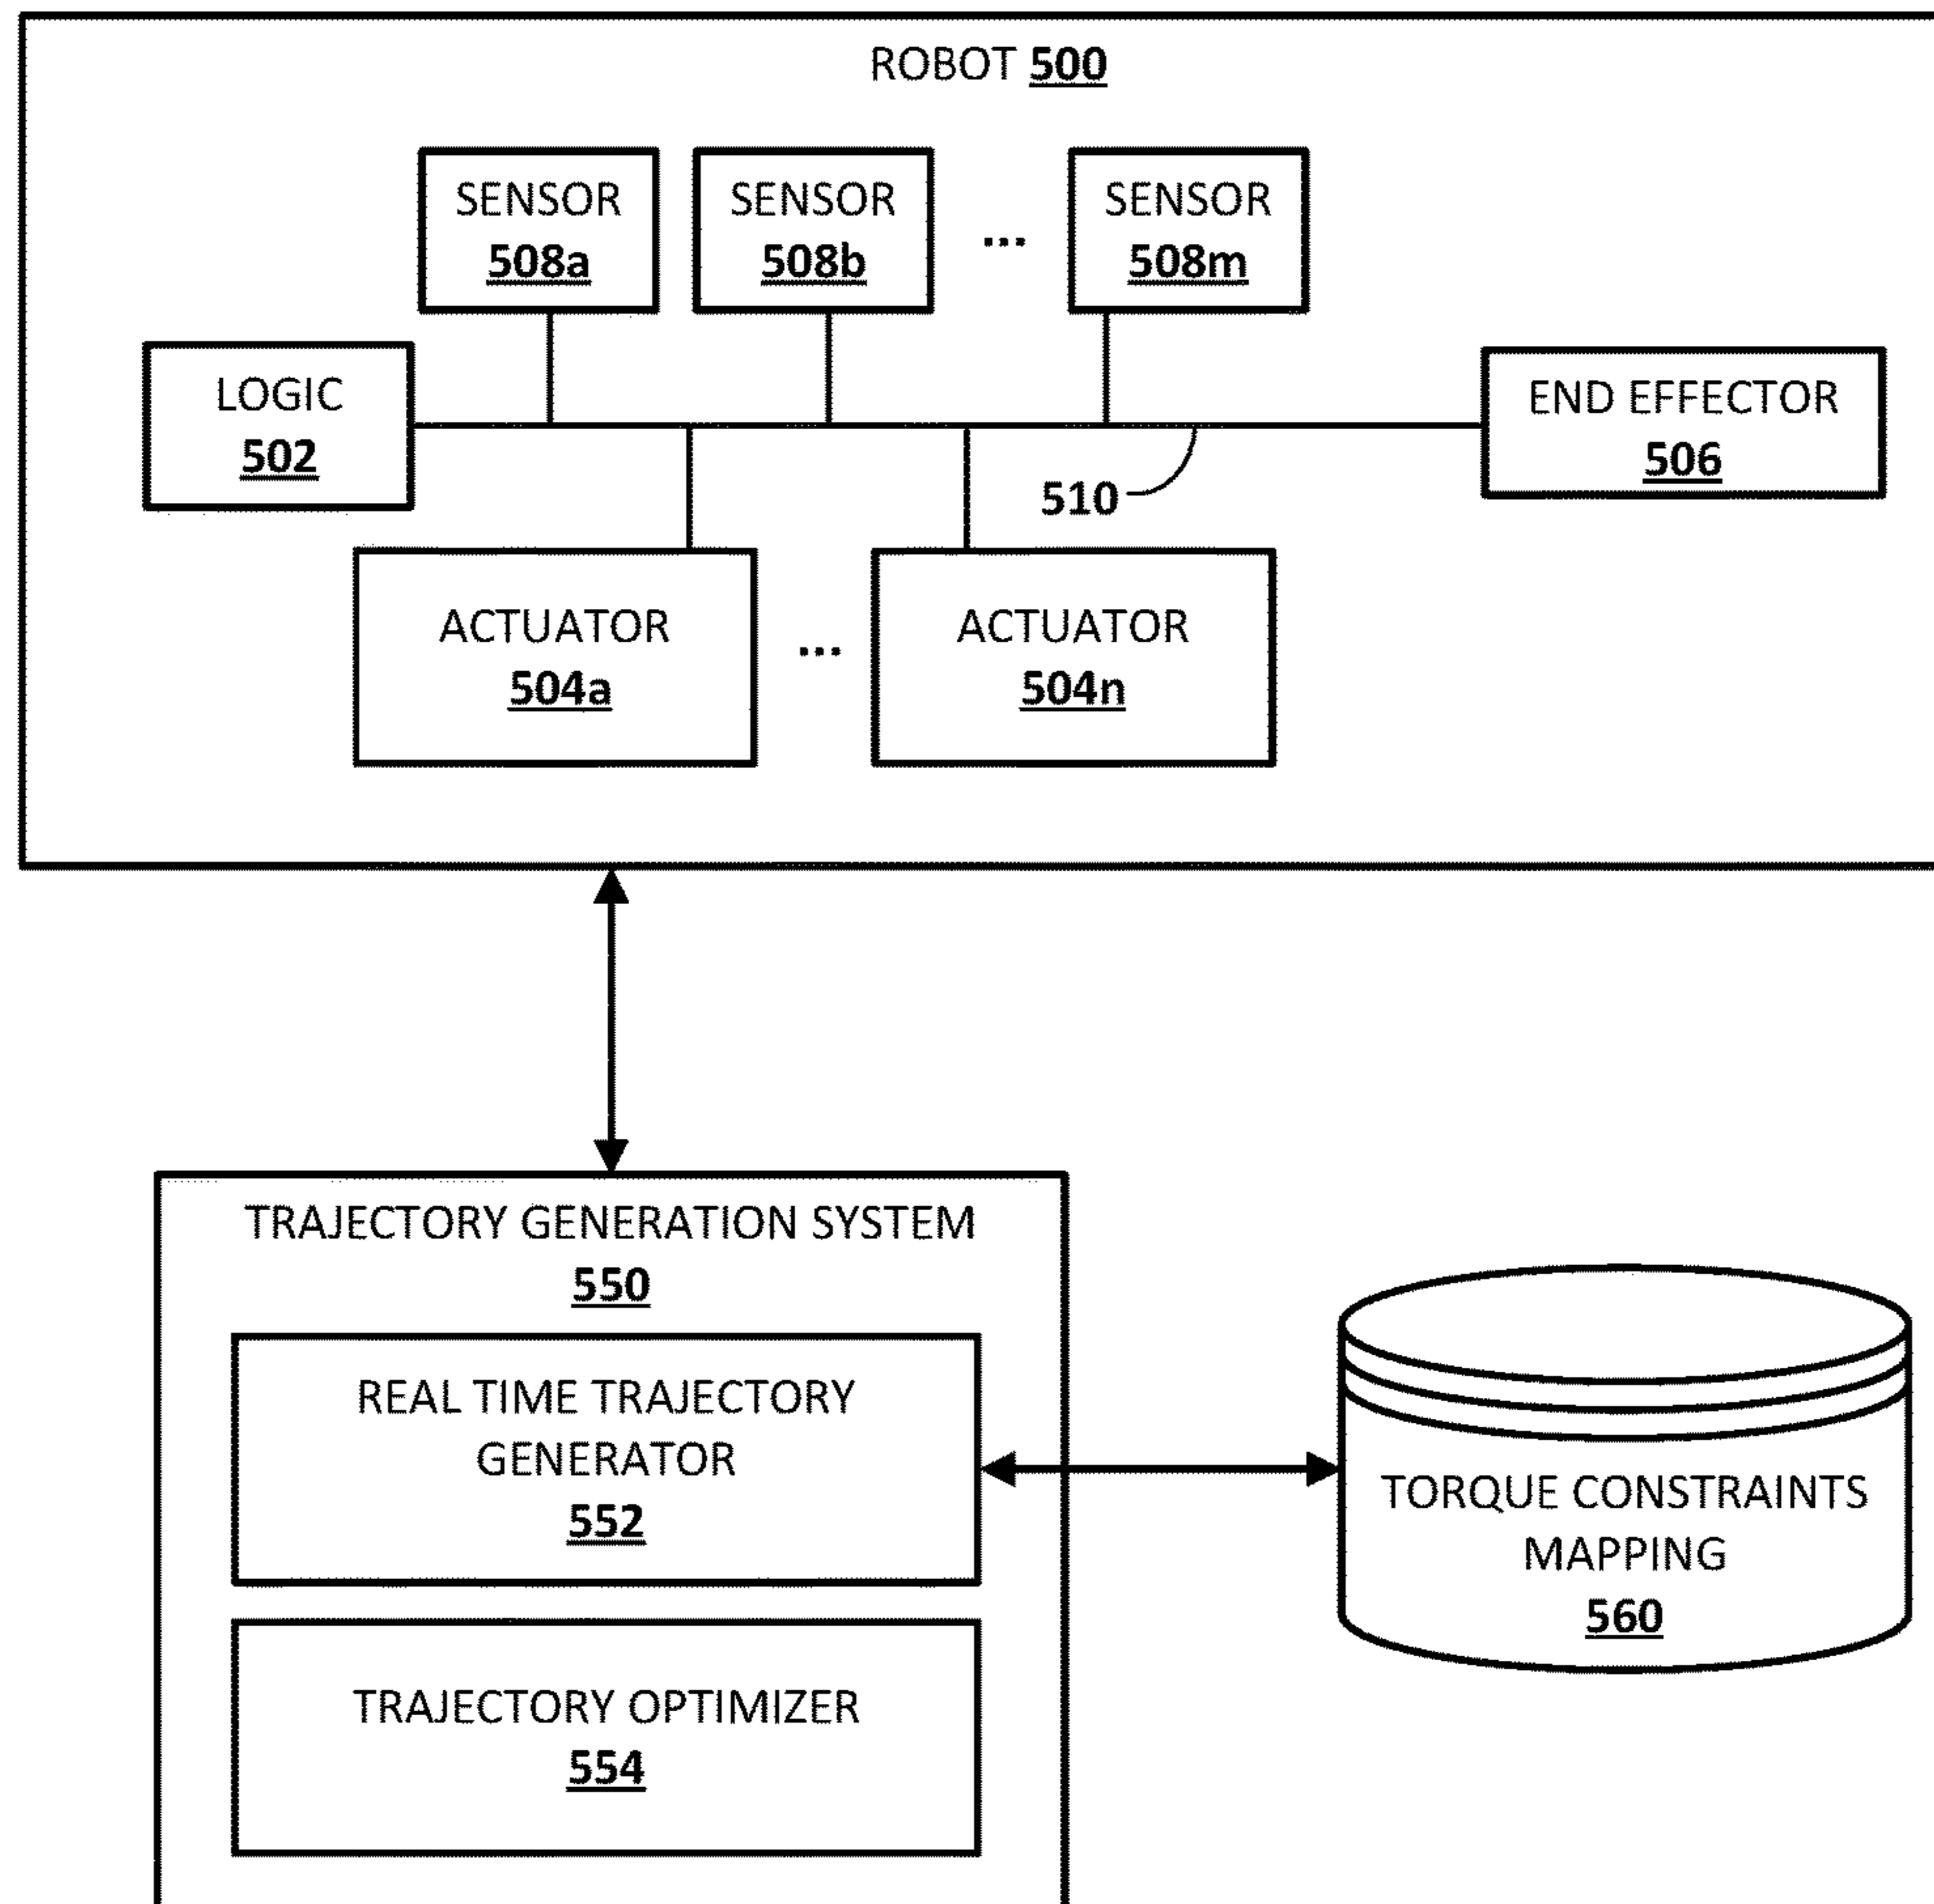 ROBOT 500
SENSOR
508a
SENSOR
508b
...
SENSOR
508m
LOGIC
502
END EFFECTOR
506
510
ACTUATOR
504a
...
ACTUATOR
504n
TRAJECTORY GENERATION SYSTEM
550
REAL TIME TRAJECTORY
GENERATOR
552
TRAJECTORY OPTIMIZER
554
TORQUE CONSTRAINTS
MAPPING
560